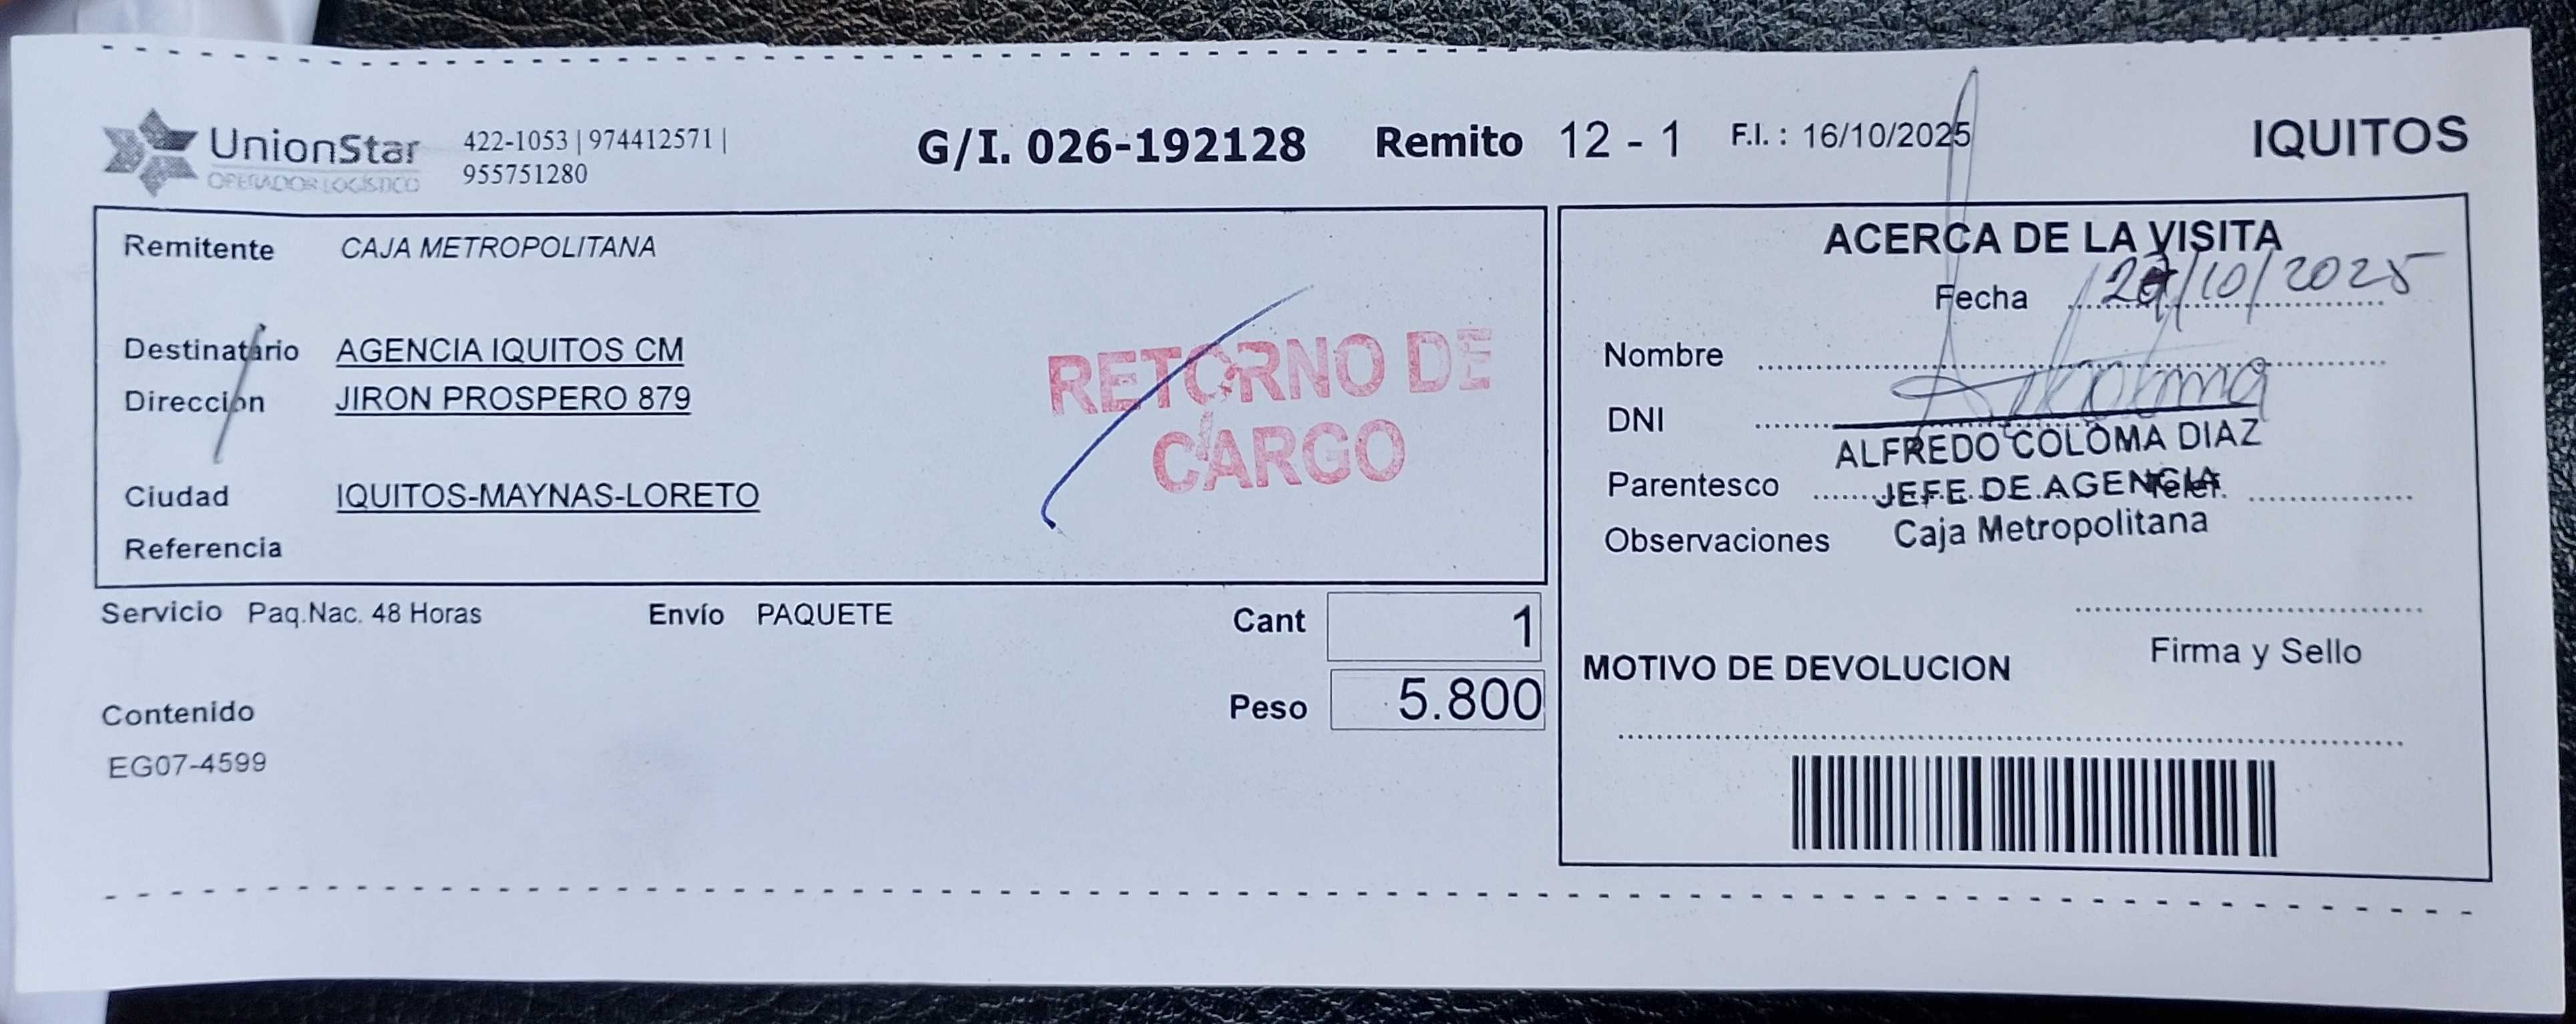 UnionStar
OPERADOR LOGÍSTICO
422-1053 | 974412571 |
955751280
G/I. 026-192128 Remito 12 - 1 F.I. : 16/10/2025 IQUITOS
Remitente CAJA METROPOLITANA
Destinatario AGENCIA IQUITOS CM
Dirección JIRON PROSPERO 879
Ciudad IQUITOS-MAYNAS-LORETO
Referencia
RETORNO DE
CARGO
Servicio Paq.Nac. 48 Horas Envío PAQUETE Cant 1
Peso 5.800
Contenido
EG07-4599
ACERCA DE LA VISITA
Fecha /10/2025
Nombre
DNI
ALFREDO COLOMA DIAZ
Parentesco JEFE DE AGENCIA Telef.
Observaciones Caja Metropolitana
Firma y Sello
MOTIVO DE DEVOLUCION